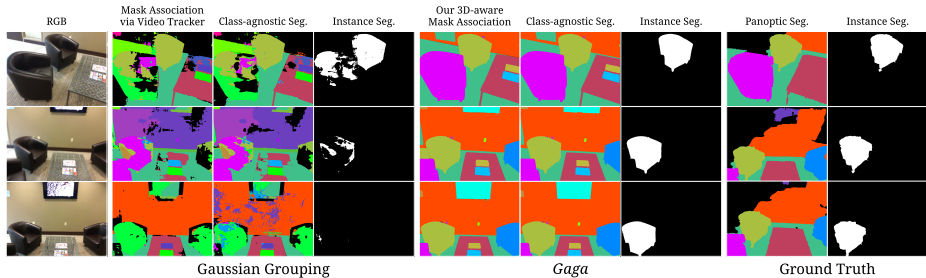 RGB
Mask Association
via Video Tracker
Class-agnostic Seg.
Instance Seg.
Our 3D-aware
Mask Association
Class-agnostic Seg.
Instance Seg.
Panoptic Seg.
Instance Seg.
Gaussian Grouping
Gaga
Ground Truth